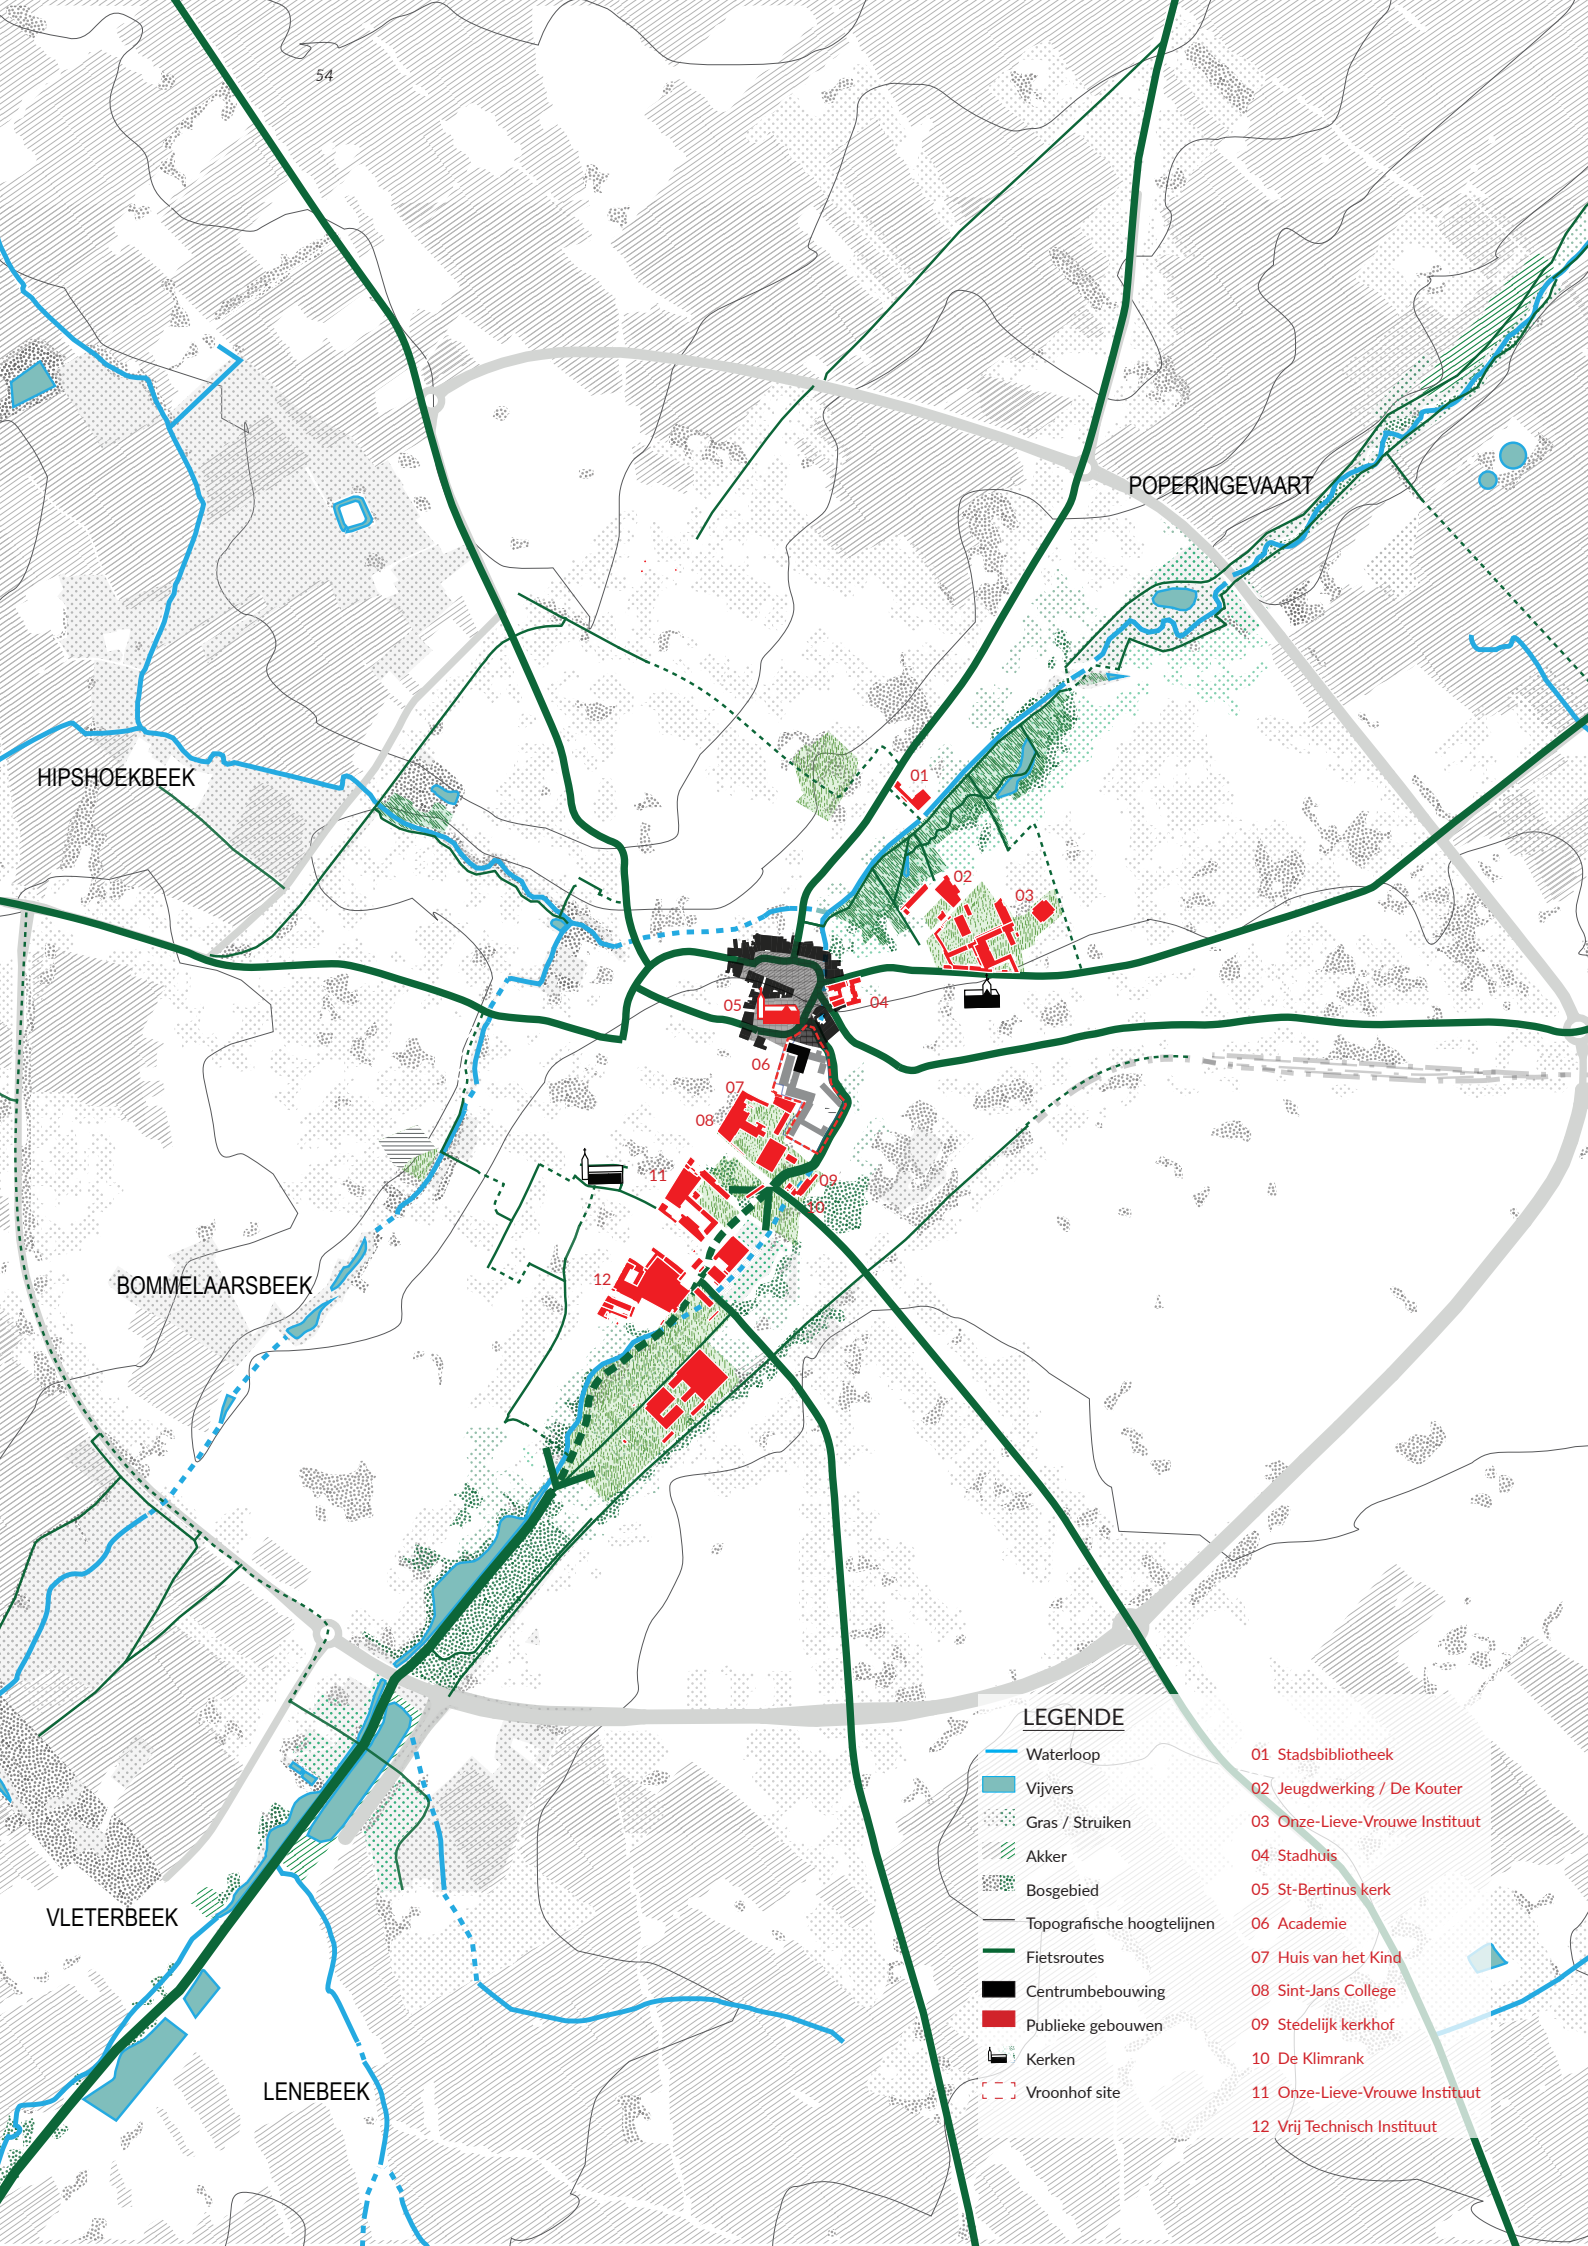 54
POPERINGEVAART
HIPSHOEKBEEK
01
02
03
05
04
06
07
08
11
09
10
12
BOMMELAARSBEEK
VLETERBEEK
LENEBEEK
LEGENDE
Waterloop
Vijvers
Gras / Struiken
Akker
Bosgebied
Topografische hoogtelijnen
Fietsroutes
Centrumbebouwing
Publieke gebouwen
Kerken
Vroonhof site
01 Stadsbibliotheek
02 Jeugdwerking / De Kouter
03 Onze-Lieve-Vrouwe Instituut
04 Stadhuis
05 St-Bertinus kerk
06 Academie
07 Huis van het Kind
08 Sint-Jans College
09 Stedelijk kerkhof
10 De Klimrank
11 Onze-Lieve-Vrouwe Instituut
12 Vrij Technisch Instituut